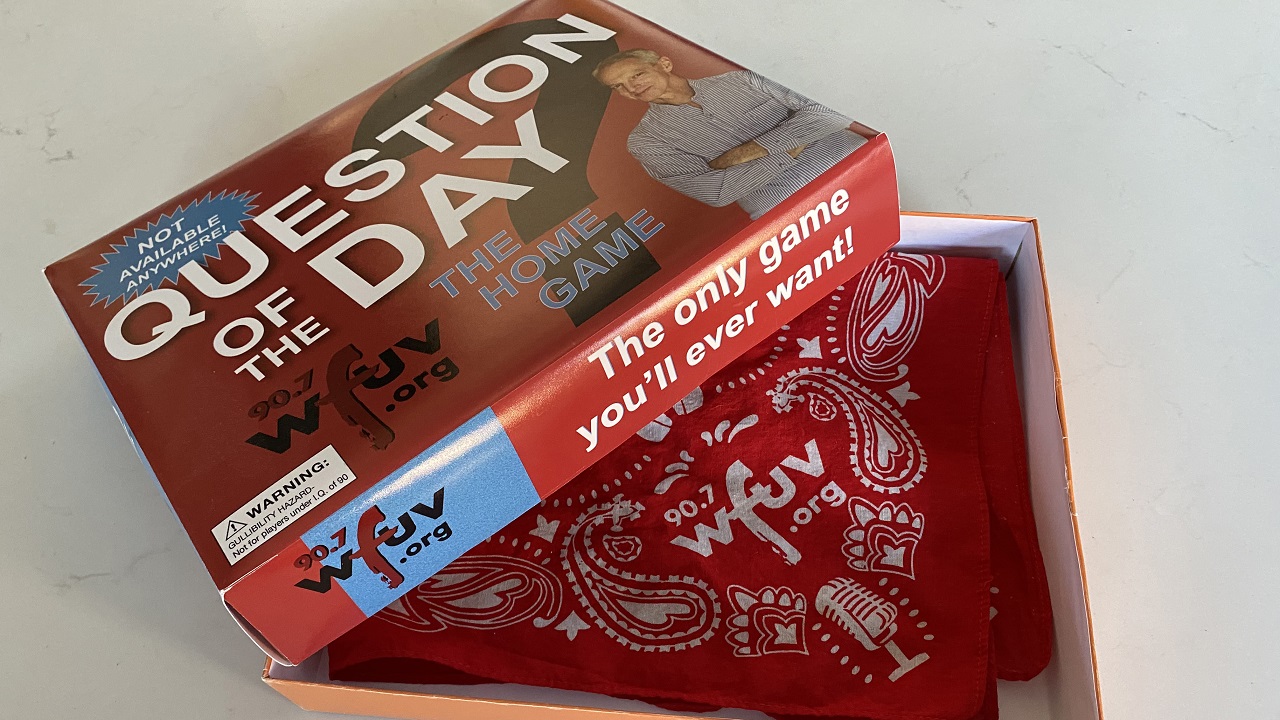 NOT
AVAILABLE
ANYWHERE!
QUESTION
OF
THE
DAY
THE
HOME
GAME
90.7
wfuv
.org
WARNING:
GULLIBILITY HAZARD-
Not for players under I.Q. of 90
The only game
you'll ever want!
90.7
wfuv
.org
90.7
wfuv
.org